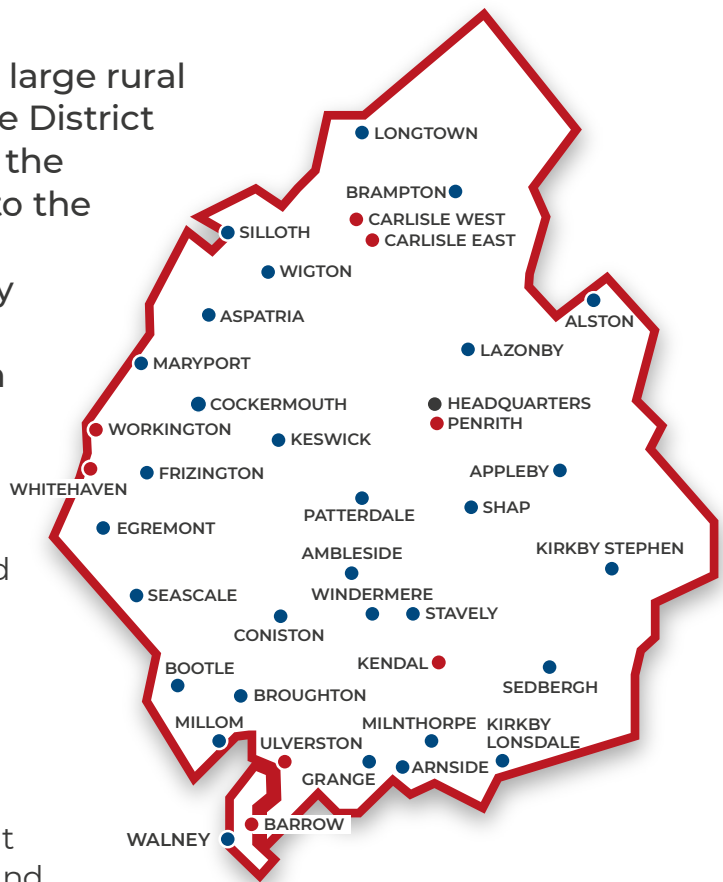 large rural
e District
the
to the
y
n
d
t
nd
LONGTOWN
BRAMPTON
CARLISLE WEST
CARLISLE EAST
SILLOTH
WIGTON
ALSTON
ASPATRIA
LAZONBY
MARYPORT
COCKERMOUTH
HEADQUARTERS
PENRITH
WORKINGTON
KESWICK
FRIZINGTON
APPLEBY
WHITEHAVEN
PATTERDALE
SHAP
EGREMONT
AMBLESIDE
KIRKBY STEPHEN
SEASCALE
WINDERMERE
STAVELY
CONISTON
KENDAL
BOOTLE
SEDBERGH
BROUGHTON
MILLOM
MILNTHORPE
KIRKBY
LONSDALE
ULVERSTON
GRANGE
ARNSIDE
BARROW
WALNEY